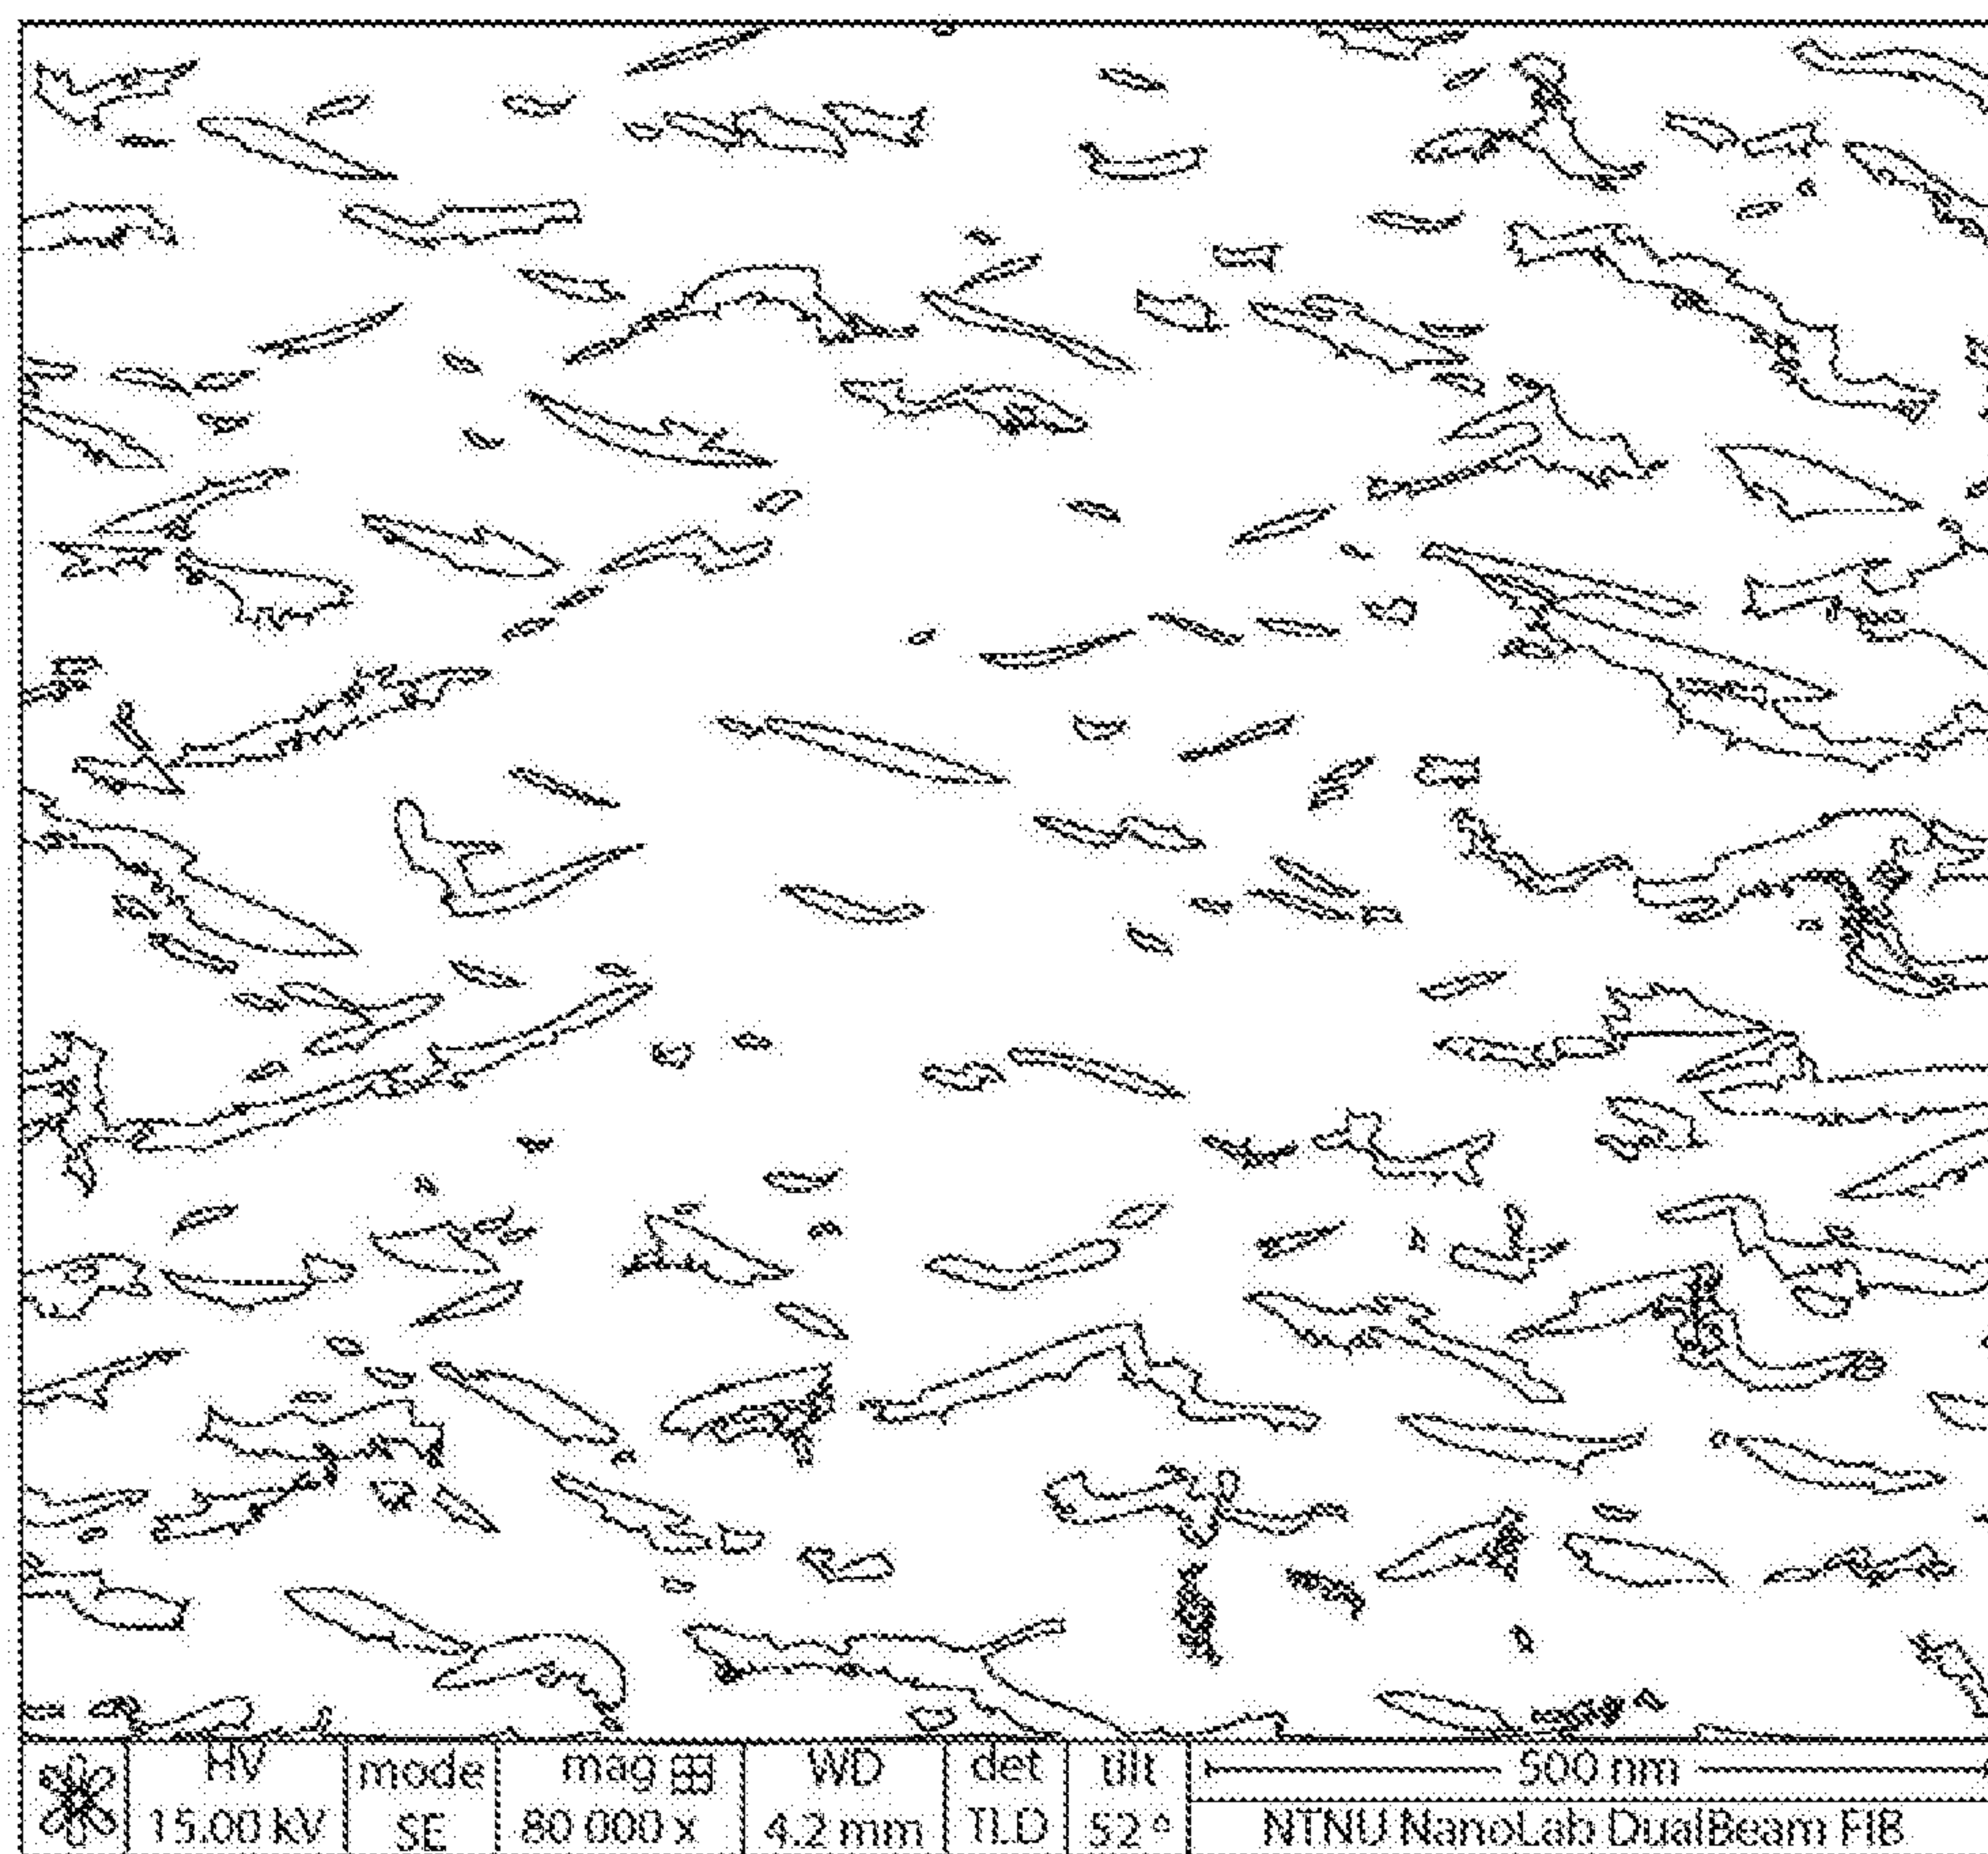 HV mode mag WD det tilt 500 nm
15.00 kV SE 80 000 x 4.2 mm TLD 52 ° NTNU NanoLab DualBeam FIB